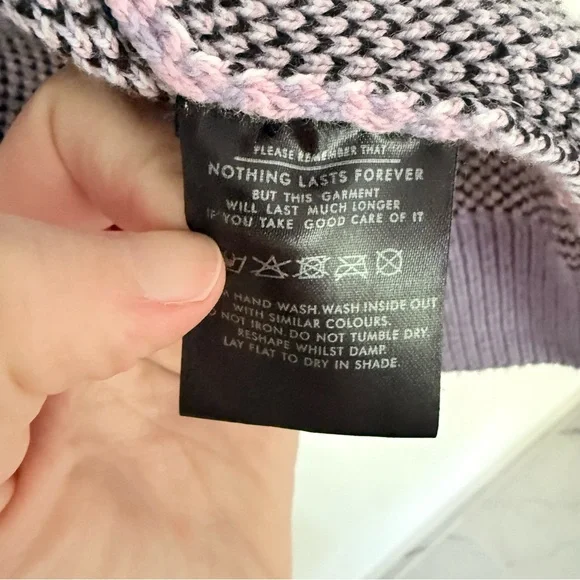 PLEASE REMEMBER THAT
NOTHING LASTS FOREVER
BUT THIS GARMENT
WILL LAST MUCH LONGER
IF YOU TAKE GOOD CARE OF IT
HAND WASH. WASH INSIDE OUT
WITH SIMILAR COLOURS.
NOT IRON. DO NOT TUMBLE DRY.
RESHAPE WHILST DAMP.
LAY FLAT TO DRY IN SHADE.